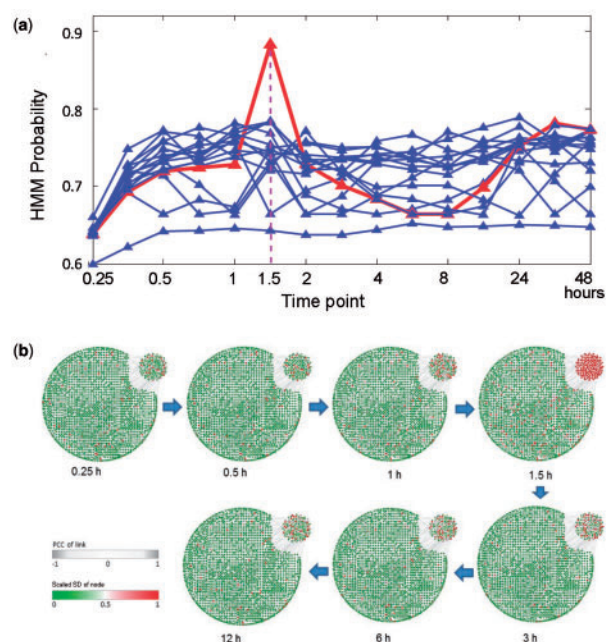 (a)
0.9
0.8
0.7
0.6
HMM Probability
0.25 0.5 1 1.5 2 4 8 24 48
hours
Time point
(b)
0.25 h 0.5 h 1 h 1.5 h
PCC of link
-1 0 1
Scaled SD of node
0 0.5 1
12 h 6 h 3 h